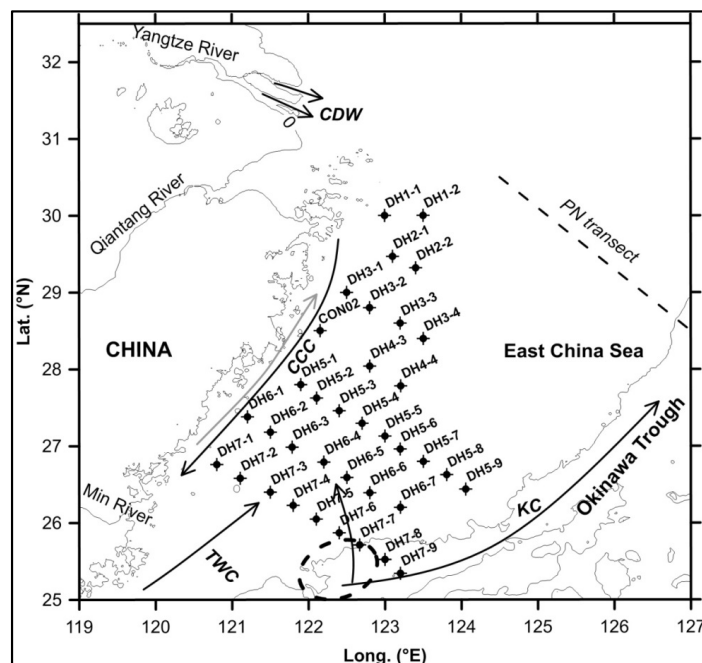 Yangtze River
CDW
0
Qiantang River
DH1-1
DH1-2
DH2-1
DH2-2
PN transect
DH3-1
DH3-2
CON02
DH3-3
DH3-4
CHINA
CCC
East China Sea
DH5-1
DH4-3
DH5-2
DH4-4
DH6-1
DH5-3
DH6-2
DH5-4
DH7-1
DH6-3
DH5-5
DH7-2
DH6-4
DH5-6
DH7-3
DH6-5
DH5-7
DH5-8
DH7-4
DH6-6
DH5-9
DH6-7
DH7-6
DH7-7
DH7-8
DH7-9
Min River
TWC
KC
Okinawa Trough
32
31
30
29
28
27
26
25
Lat. (°N)
119
120
121
122
123
124
125
126
127
Long. (°E)